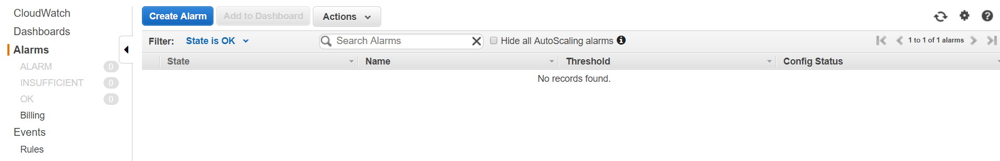 CloudWatch
Dashboards
Alarms
ALARM 0
INSUFFICIENT 0
OK 0
Billing
Events
Rules
Create Alarm Add to Dashboard Actions
Filter: State is OK Search Alarms Hide all AutoScaling alarms 1 to 1 of 1 alarms
State Name Threshold Config Status
No records found.